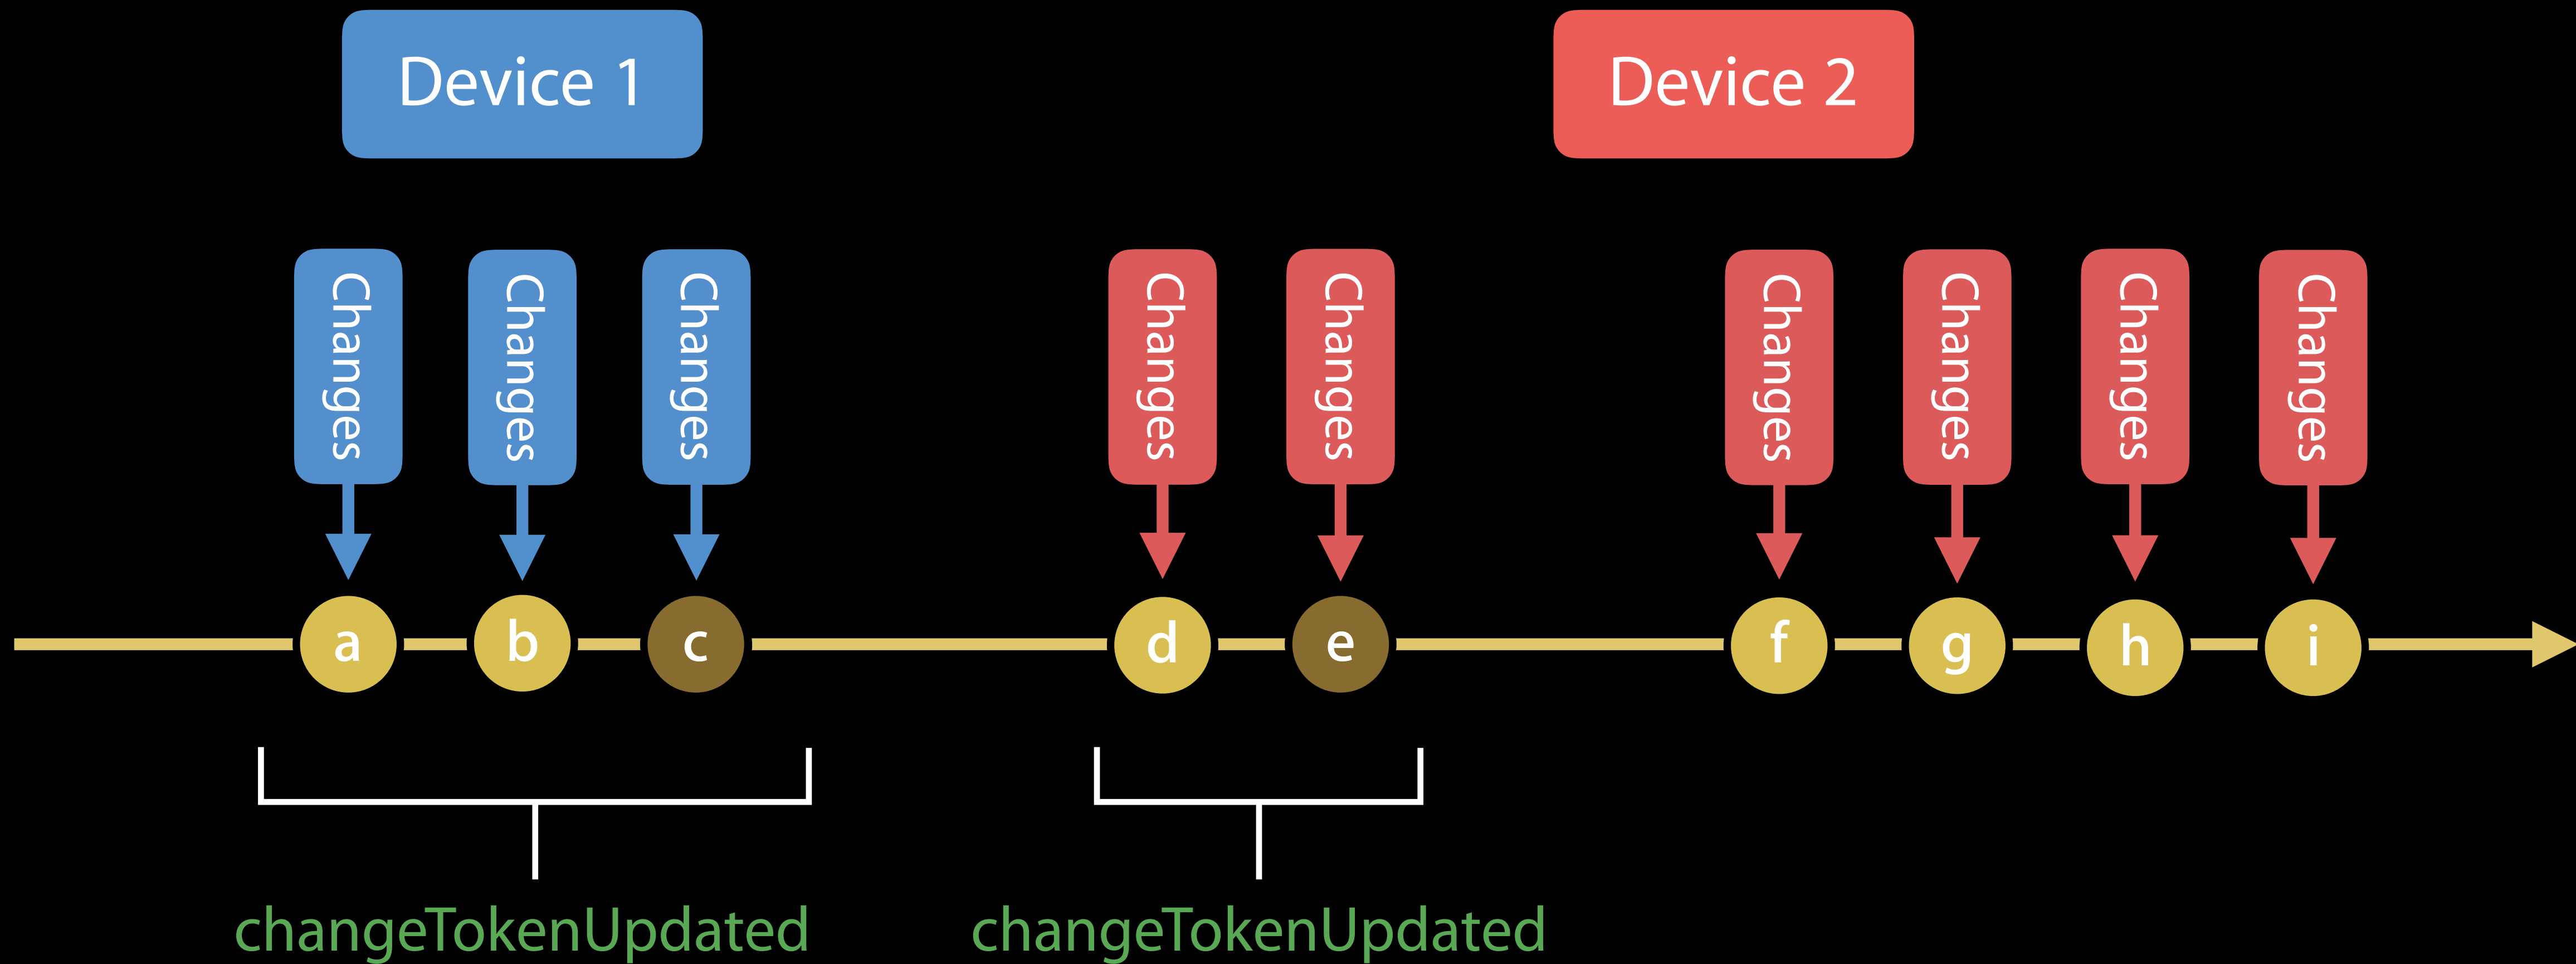 Device 1
Device 2
Changes
Changes
Changes
Changes
Changes
Changes
Changes
Changes
Changes
a
b
c
d
e
f
g
h
i
changeTokenUpdated
changeTokenUpdated